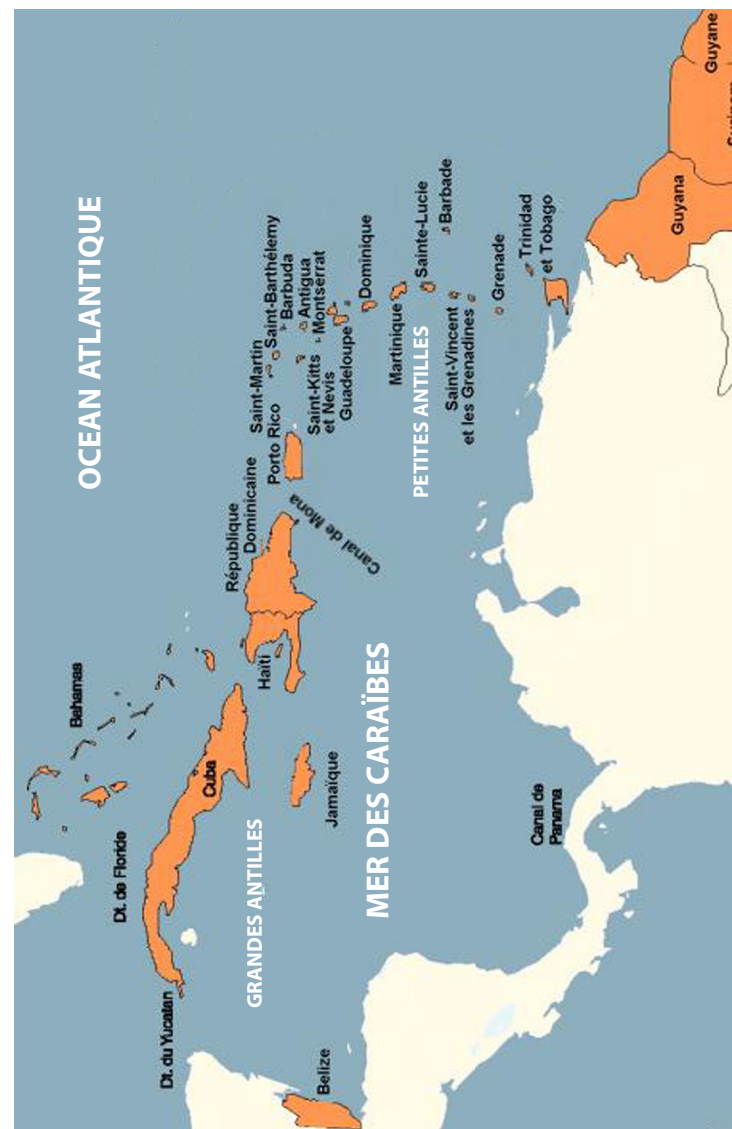 OCEAN ATLANTIQUE
Bahamas
Dt. de Floride
Dt. du Yucatan
Cuba
GRANDES ANTILLES
République
Dominicaine
Haïti
Porto Rico
Canal de Mona
Saint-Martin
Saint-Barthélemy
Barbuda
Antigua
Montserrat
Saint-Kitts
et Nevis
Guadeloupe
Dominique
Jamaïque
Belize
MER DES CARAÏBES
Martinique
PETITES ANTILLES
Sainte-Lucie
Barbade
Saint-Vincent
et les Grenadines
Grenade
Trinidad
et Tobago
Canal de
Panama
Guyana
Guyane